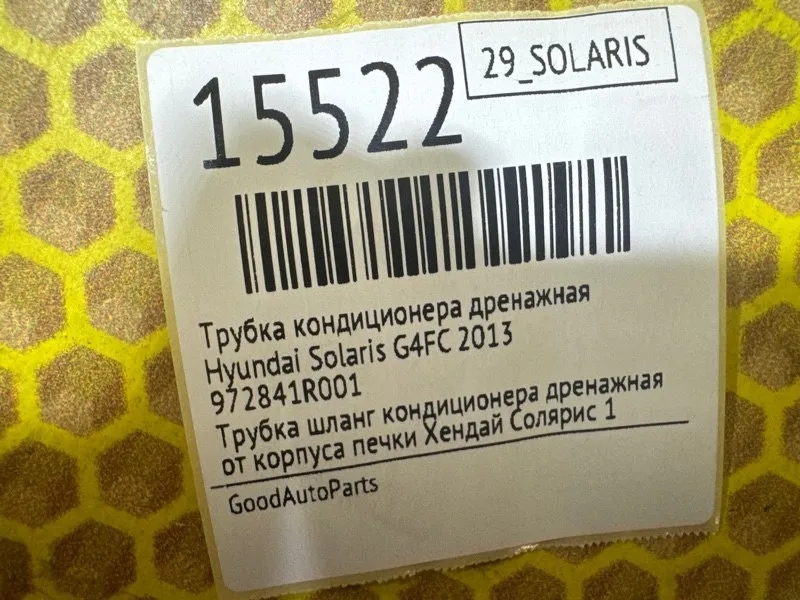 29_SOLARIS
15522
Трубка кондиционера дренажная
Hyundai Solaris G4FC 2013
972841R001
Трубка шланг кондиционера дренажная
от корпуса печки Хендай Солярис 1
GoodAutoParts